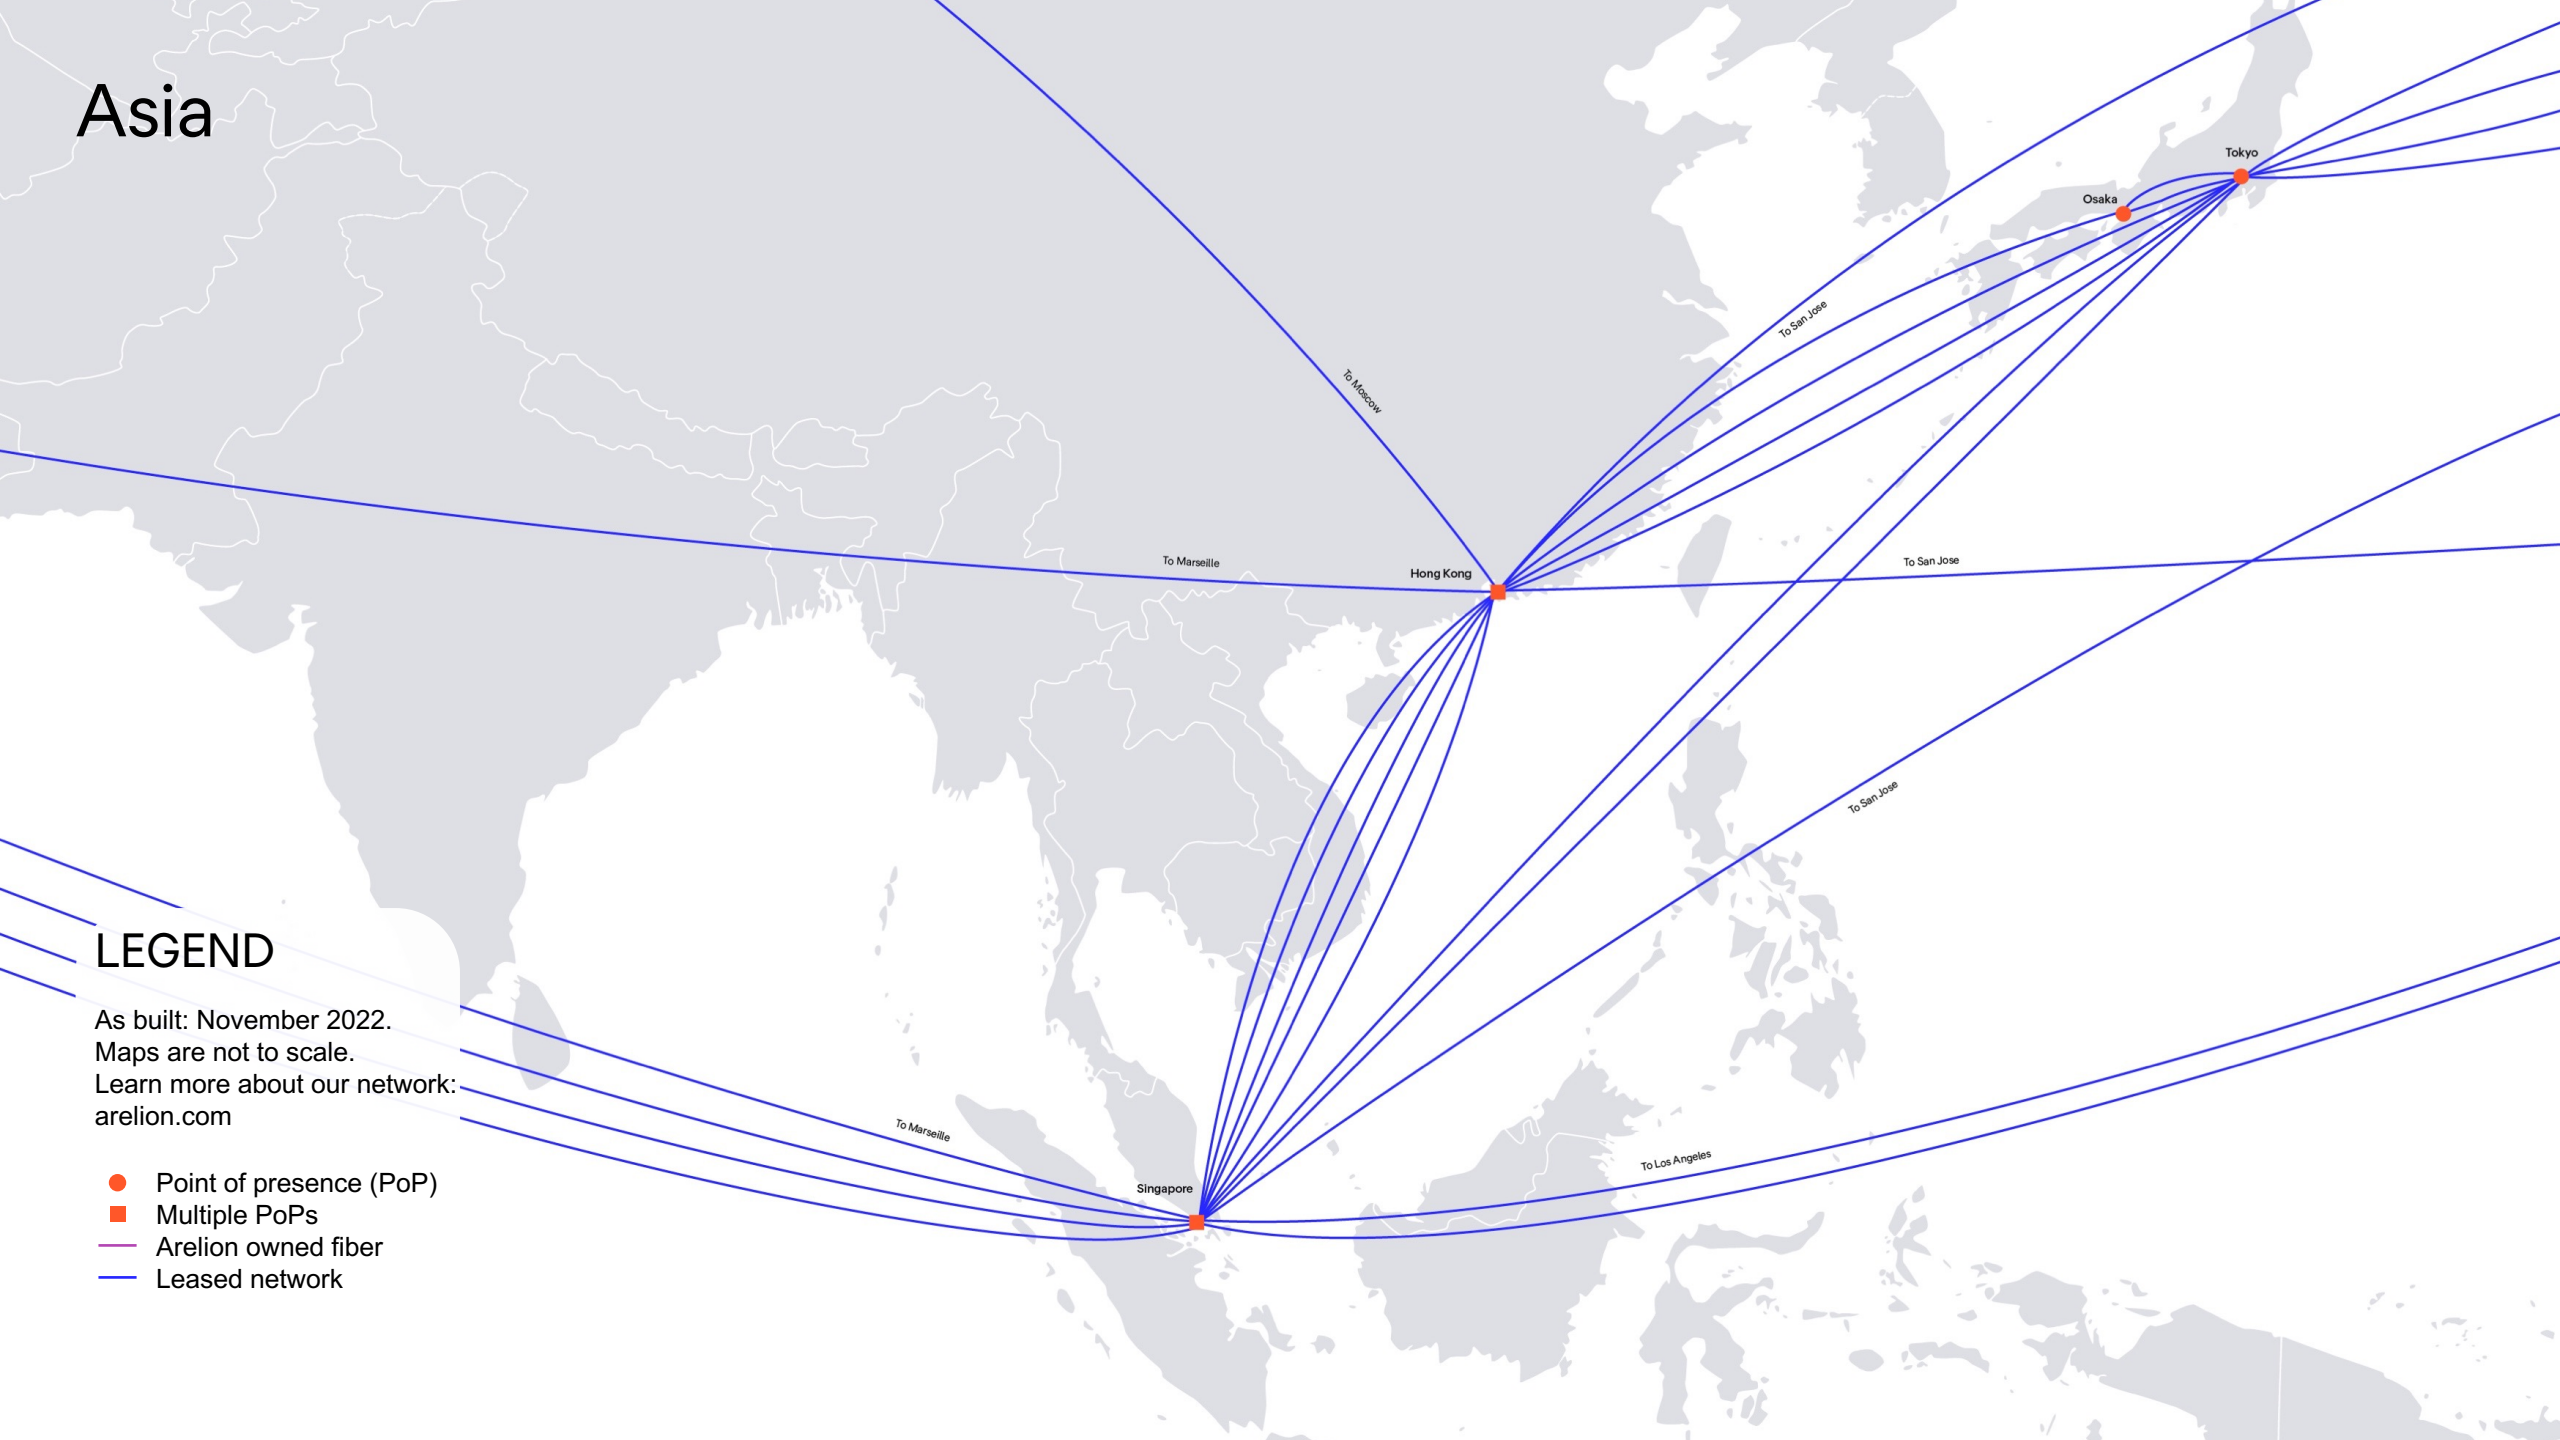 Asia
Tokyo
Osaka
To San Jose
To Moscow
To Marseille
Hong Kong
To San Jose
To San Jose
To Marseille
Singapore
To Los Angeles
LEGEND
As built: November 2022.
Maps are not to scale.
Learn more about our network:
arelion.com
Point of presence (PoP)
Multiple PoPs
Arelion owned fiber
Leased network